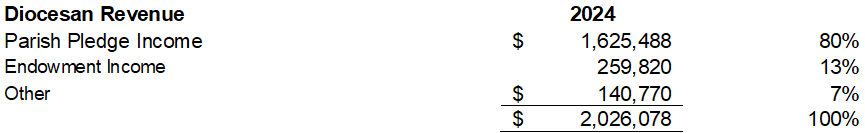 Diocesan Revenue 2024
Parish Pledge Income $ 1,625,488 80%
Endowment Income 259,820 13%
Other $ 140,770 7%
$ 2,026,078 100%